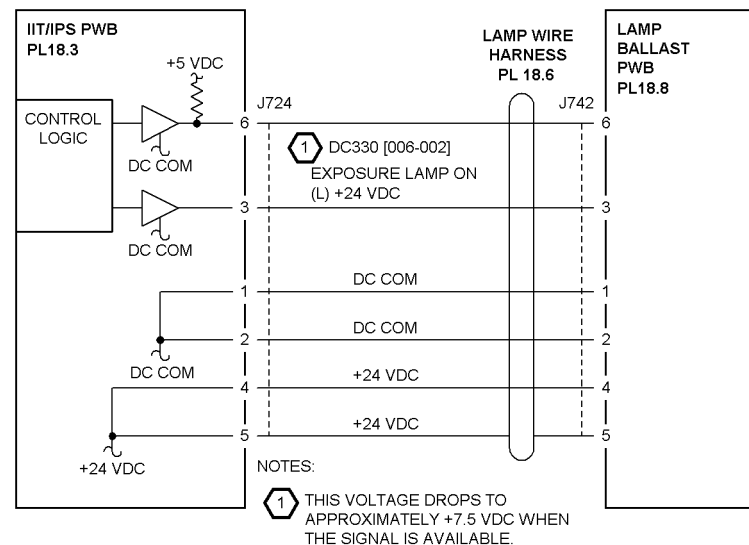 IIT/IPS PWB
PL18.3
+5 VDC
CONTROL
LOGIC
DC COM
DC COM
DC COM
+24 VDC
J724
6
3
1
2
4
5
LAMP WIRE
HARNESS
PL 18.6
1 DC330 [006-002]
EXPOSURE LAMP ON
(L) +24 VDC
DC COM
DC COM
+24 VDC
+24 VDC
J742
6
3
1
2
4
5
LAMP
BALLAST
PWB
PL18.8
NOTES:
1 THIS VOLTAGE DROPS TO
APPROXIMATELY +7.5 VDC WHEN
THE SIGNAL IS AVAILABLE.